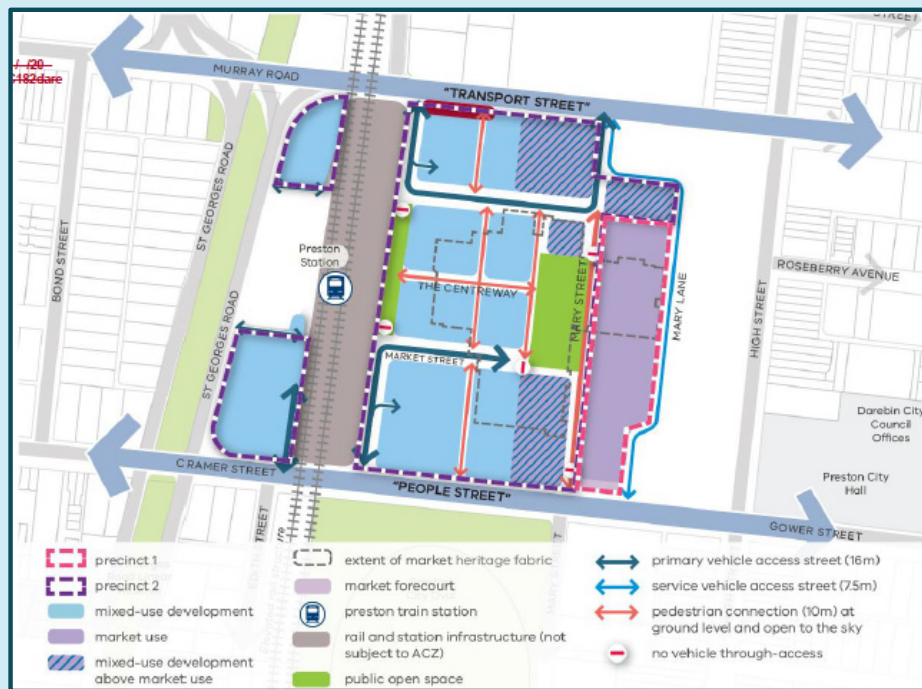 STREET
/ /20
C182dare
MURRAY ROAD
"TRANSPORT STREET"
ST GEORGES ROAD
BOND STREET
Preston
Station
THE CENTREWAY
MARY STREET
MARY LANE
HIGH STREET
ROSEBERRY AVENUE
ST GEORGES ROAD
MARKET STREET
Darebin City
Council
Offices
Preston City
Hall
CRAMER STREET
"PEOPLE STREET"
GOWER STREET
precinct 1
precinct 2
mixed-use development
market use
mixed-use development
above market use
extent of market heritage fabric
market forecourt
preston train station
rail and station infrastructure (not
subject to ACZ)
public open space
primary vehicle access street (16m)
service vehicle access street (7.5m)
pedestrian connection (10m) at
ground level and open to the sky
no vehicle through-access